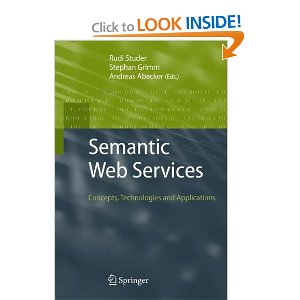 Click to LOOK INSIDE!
Rudi Studer
Stephan Grimm
Andreas Abecker (Eds.)
Semantic
Web Services
Concepts, Technologies and Applications
Springer